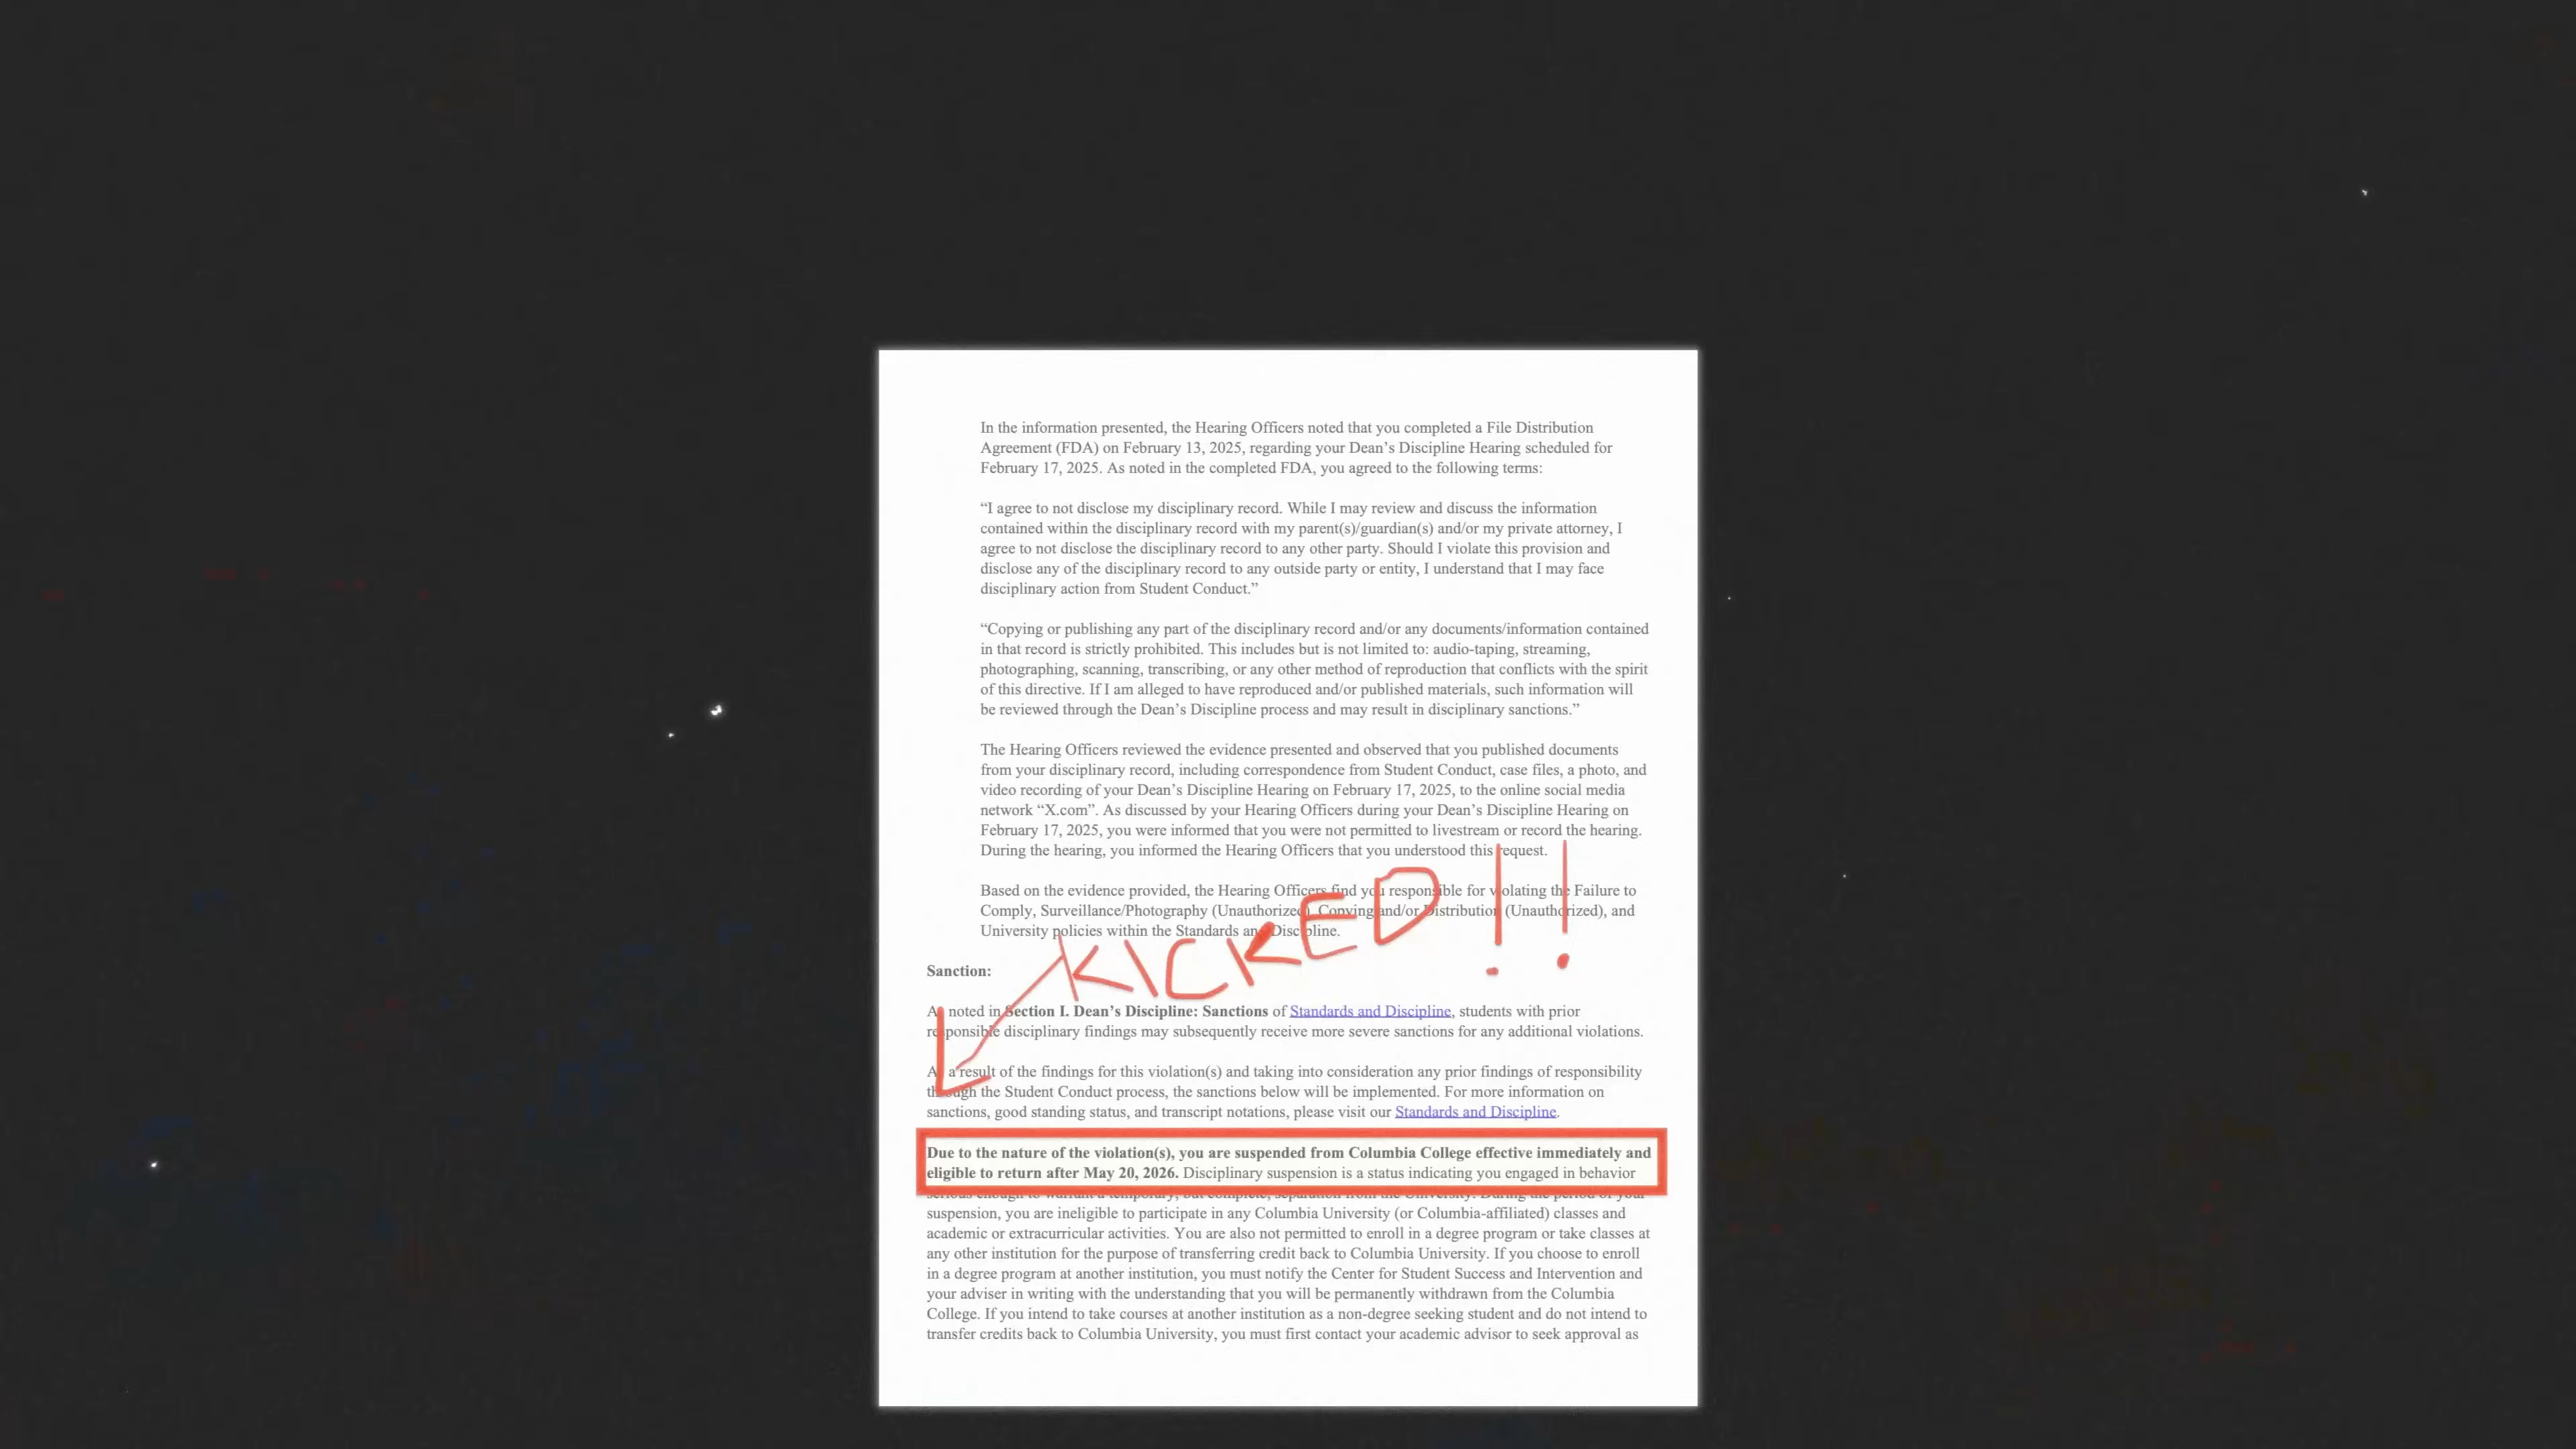 In the information presented, the Hearing Officers noted that you completed a File Distribution
Agreement (FDA) on February 13, 2025, regarding your Dean’s Discipline Hearing scheduled for
February 17, 2025. As noted in the completed FDA, you agreed to the following terms:
“I agree to not disclose my disciplinary record. While I may review and discuss the information
contained within the disciplinary record with my parent(s)/guardian(s) and/or my private attorney, I
agree to not disclose the disciplinary record to any other party. Should I violate this provision and
disclose any of the disciplinary record to any outside party or entity, I understand that I may face
disciplinary action from Student Conduct.”
“Copying or publishing any part of the disciplinary record and/or any documents/information contained
in that record is strictly prohibited. This includes but is not limited to: audio-taping, streaming,
photographing, scanning, transcribing, or any other method of reproduction that conflicts with the spirit
of this directive. If I am alleged to have reproduced and/or published materials, such information will
be reviewed through the Dean’s Discipline process and may result in disciplinary sanctions.”
The Hearing Officers reviewed the evidence presented and observed that you published documents
from your disciplinary record, including correspondence from Student Conduct, case files, a photo, and
video recording of your Dean’s Discipline Hearing on February 17, 2025, to the online social media
network “X.com”. As discussed by your Hearing Officers during your Dean’s Discipline Hearing on
February 17, 2025, you were informed that you were not permitted to livestream or record the hearing.
During the hearing, you informed the Hearing Officers that you understood this request.
Based on the evidence provided, the Hearing Officers find you responsible for violating the Failure to
Comply, Surveillance/Photography (Unauthorized), Copying and/or Distribution (Unauthorized), and
University policies within the Standards and Discipline.
KICKED!!
Sanction:
As noted in Section I. Dean’s Discipline: Sanctions of Standards and Discipline, students with prior
responsible disciplinary findings may subsequently receive more severe sanctions for any additional violations.
As a result of the findings for this violation(s) and taking into consideration any prior findings of responsibility
through the Student Conduct process, the sanctions below will be implemented. For more information on
sanctions, good standing status, and transcript notations, please visit our Standards and Discipline.
Due to the nature of the violation(s), you are suspended from Columbia College effective immediately and
eligible to return after May 20, 2026. Disciplinary suspension is a status indicating you engaged in behavior
serious enough to warrant a temporary, but complete, separation from the University. During the period of your
suspension, you are ineligible to participate in any Columbia University (or Columbia-affiliated) classes and
academic or extracurricular activities. You are also not permitted to enroll in a degree program or take classes at
any other institution for the purpose of transferring credit back to Columbia University. If you choose to enroll
in a degree program at another institution, you must notify the Center for Student Success and Intervention and
your adviser in writing with the understanding that you will be permanently withdrawn from the Columbia
College. If you intend to take courses at another institution as a non-degree seeking student and do not intend to
transfer credits back to Columbia University, you must first contact your academic advisor to seek approval as